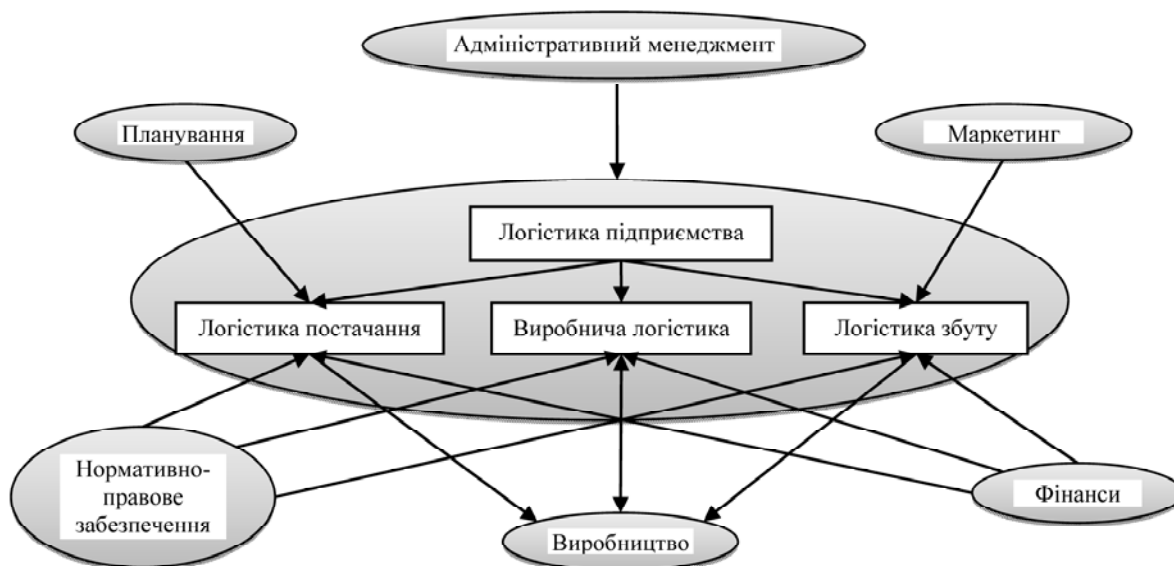 Адміністративний менеджмент
Планування
Маркетинг
Логістика підприємства
Логістика постачання
Виробнича логістика
Логістика збуту
Нормативно-
правове
забезпечення
Фінанси
Виробництво